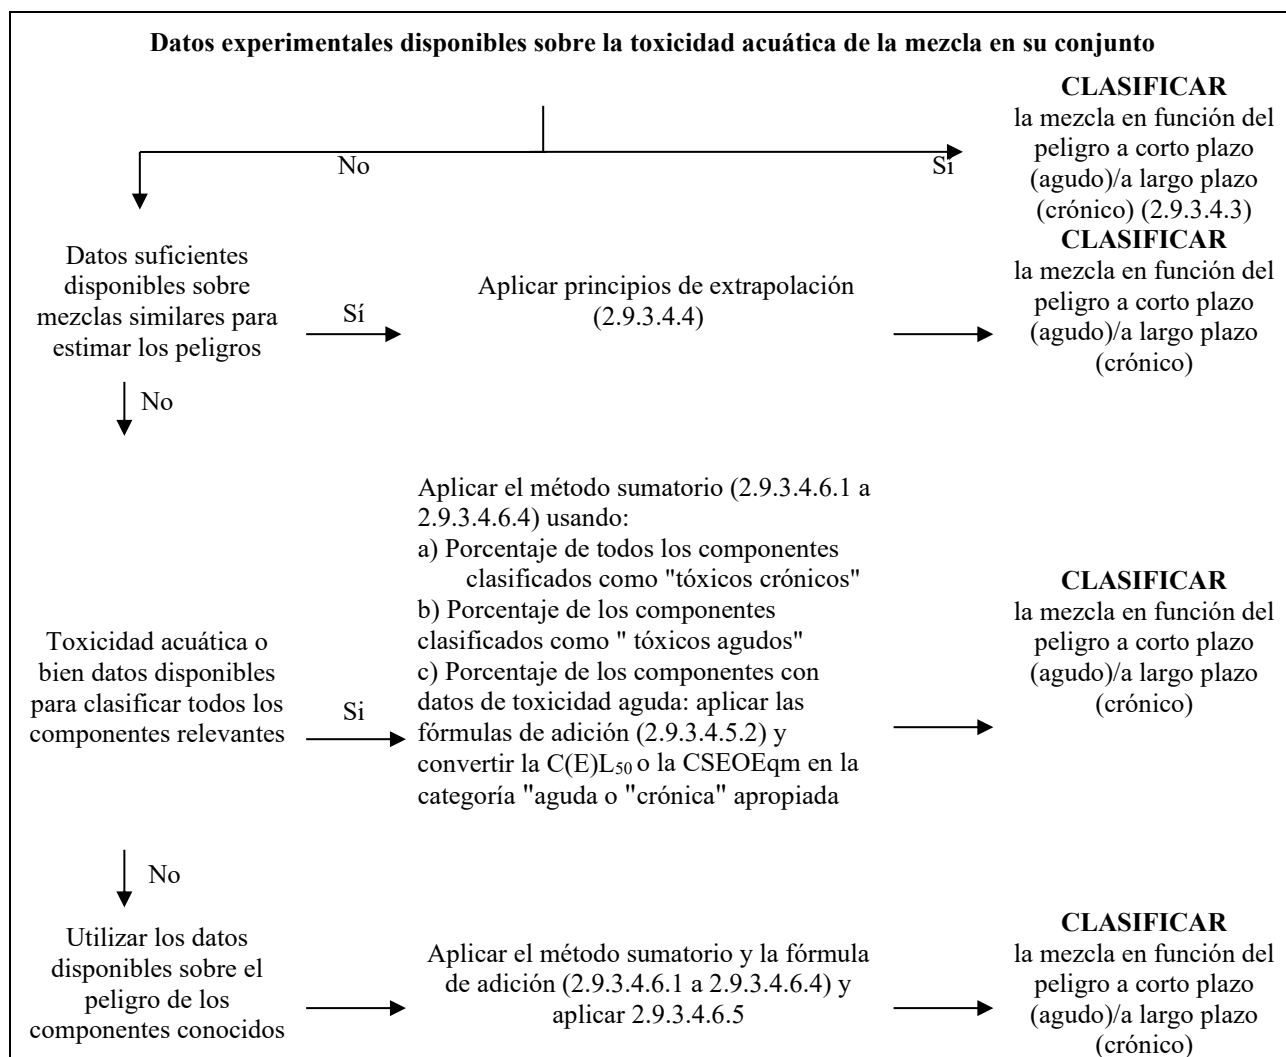 Datos experimentales disponibles sobre la toxicidad acuática de la mezcla en su conjunto
CLASIFICAR
la mezcla en función del
peligro a corto plazo
(agudo)/a largo plazo
(crónico) (2.9.3.4.3)
No
Si
Datos suficientes
disponibles sobre
mezclas similares para
estimar los peligros
Sí
Aplicar principios de extrapolación
(2.9.3.4.4)
CLASIFICAR
la mezcla en función del
peligro a corto plazo
(agudo)/a largo plazo
(crónico)
No
Toxicidad acuática o
bien datos disponibles
para clasificar todos los
componentes relevantes
Si
Aplicar el método sumatorio (2.9.3.4.6.1 a
2.9.3.4.6.4) usando:
a) Porcentaje de todos los componentes
clasificados como "tóxicos crónicos"
b) Porcentaje de los componentes
clasificados como " tóxicos agudos"
c) Porcentaje de los componentes con
datos de toxicidad aguda: aplicar las
fórmulas de adición (2.9.3.4.5.2) y
convertir la C(E)L50 o la CSEOEqm en la
categoría "aguda o "crónica" apropiada
CLASIFICAR
la mezcla en función del
peligro a corto plazo
(agudo)/a largo plazo
(crónico)
No
Utilizar los datos
disponibles sobre el
peligro de los
componentes conocidos
Aplicar el método sumatorio y la fórmula
de adición (2.9.3.4.6.1 a 2.9.3.4.6.4) y
aplicar 2.9.3.4.6.5
CLASIFICAR
la mezcla en función del
peligro a corto plazo
(agudo)/a largo plazo
(crónico)